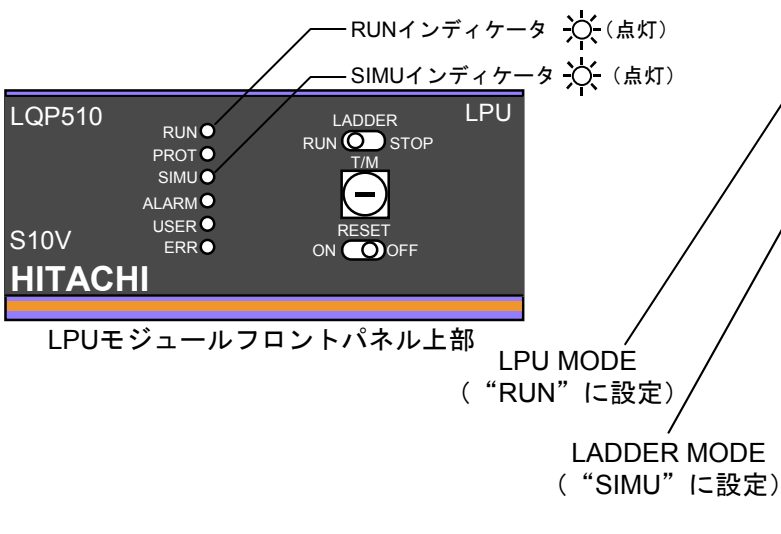 RUNインディケータ (点灯)
SIMUインディケータ (点灯)
LQP510 LADDER LPU
RUN RUN STOP
PROT T/M
SIMU
ALARM
USER RESET
S10V ERR ON OFF
HITACHI
LPUモジュールフロントパネル上部
LPU MODE
(“RUN”に設定)
LADDER MODE
(“SIMU”に設定)